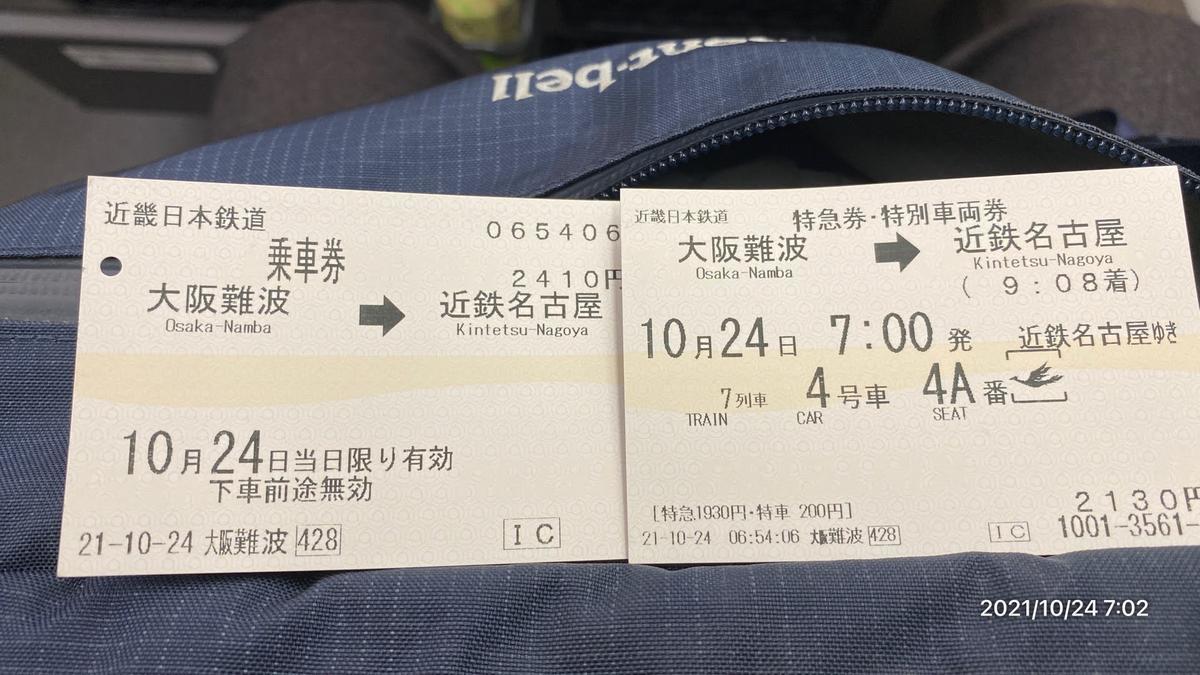 mont-bell
近畿日本鉄道
065406
乗車券
2410円
大阪難波 ➡ 近鉄名古屋
Osaka-Namba Kintetsu-Nagoya
10月24日当日限り有効
下車前途無効
21-10-24 大阪難波 428 IC
近畿日本鉄道 特急券・特別車両券
大阪難波 ➡ 近鉄名古屋
Osaka-Namba Kintetsu-Nagoya
( 9:08着)
10月24日 7:00発 近鉄名古屋ゆき
7列車 4号車 4A番
TRAIN CAR SEAT
2130円
[特急1930円・特車 200円]
21-10-24 06:54:06 大阪難波 428 IC 1001-3561-
2021/10/24 7:02